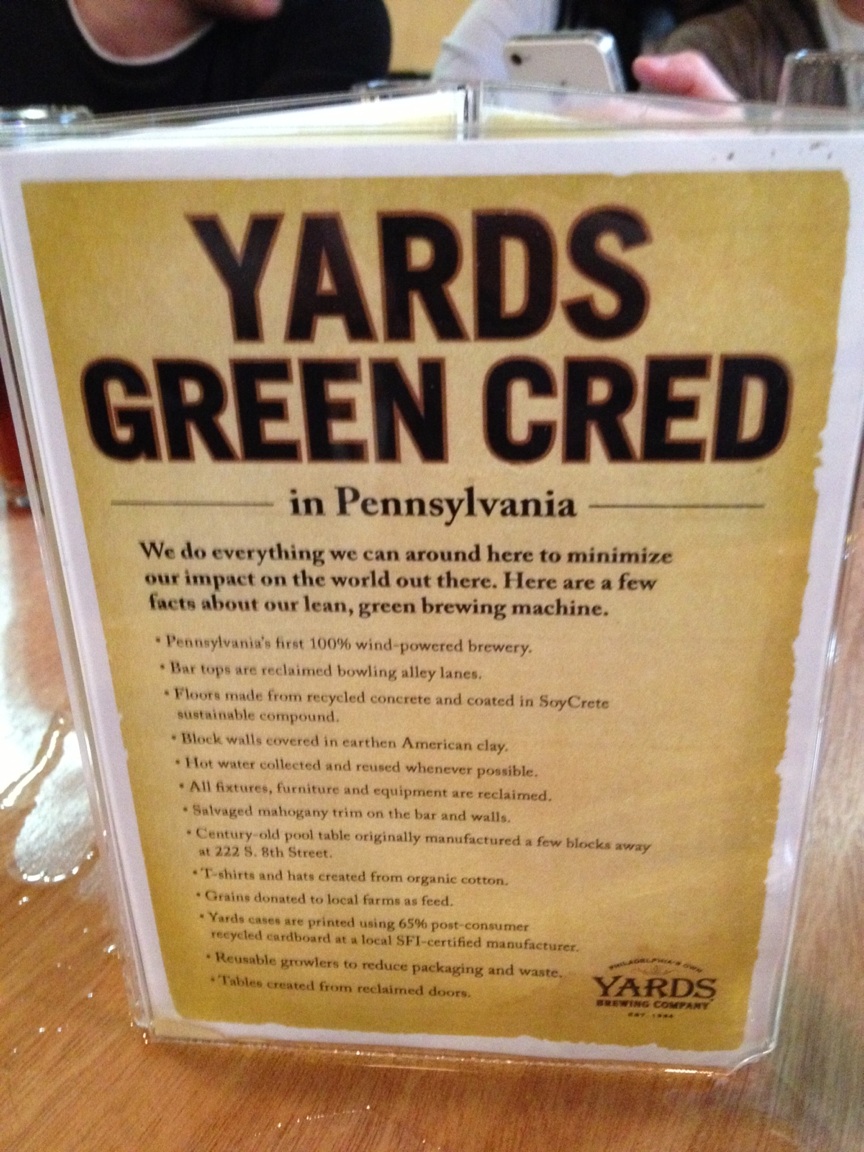 YARDS
GREEN CRED
in Pennsylvania
We do everything we can around here to minimize
our impact on the world out there. Here are a few
facts about our lean, green brewing machine.
• Pennsylvania's first 100% wind-powered brewery.
• Bar tops are reclaimed bowling alley lanes.
• Floors made from recycled concrete and coated in SoyCrete
sustainable compound.
• Block walls covered in earthen American clay.
• Hot water collected and reused whenever possible.
• All fixtures, furniture and equipment are reclaimed.
• Salvaged mahogany trim on the bar and walls.
• Century-old pool table originally manufactured a few blocks away
at 222 S. 8th Street.
• T-shirts and hats created from organic cotton.
• Grains donated to local farms as feed.
• Yards cases are printed using 65% post-consumer
recycled cardboard at a local SFI-certified manufacturer.
• Reusable growlers to reduce packaging and waste.
• Tables created from reclaimed doors.
PHILADELPHIA'S OWN
YARDS
BREWING COMPANY
EST. 1994